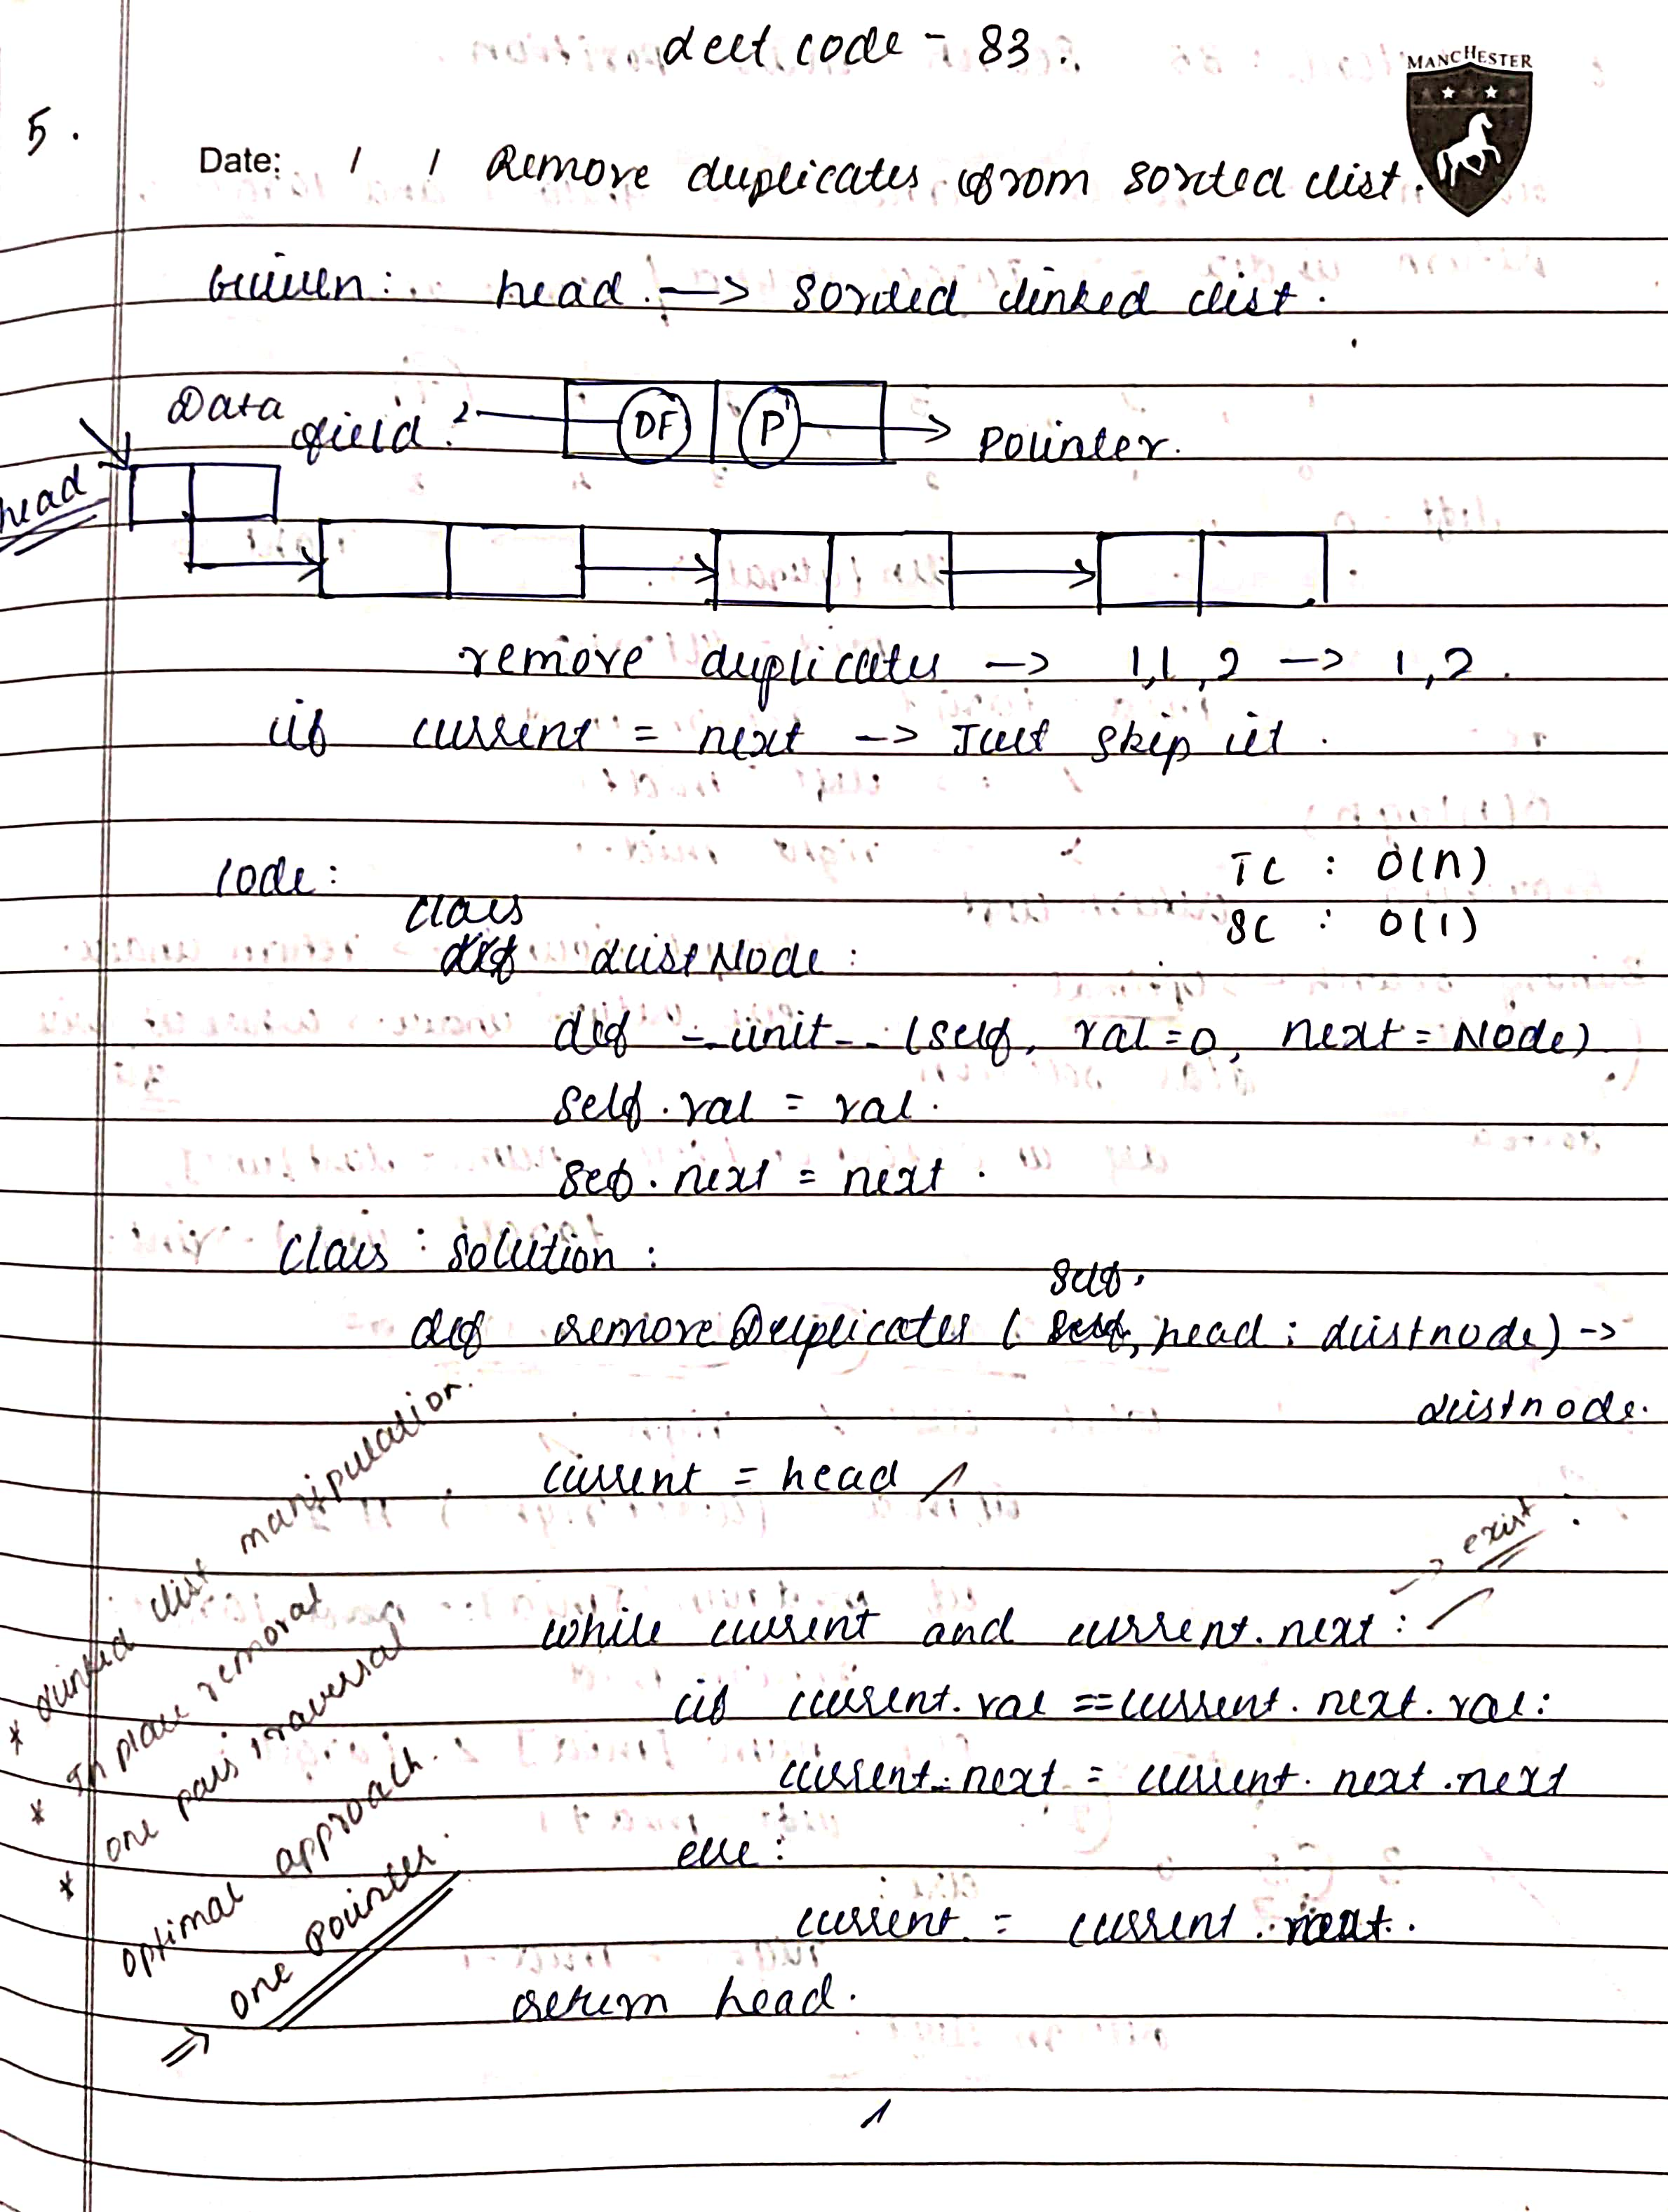 Leet code - 83 :
MANCHESTER
5.
Date: / / Remove duplicates from sorted list.
Given: head. -> sorted linked list.
Data field: DF P -> Pointer.
head
remove duplicates -> 1,1,2 -> 1,2.
if current = next -> Just skip it.
Code:
TC : O(n)
SC : O(1)
class
def ListNode:
def __init__ (self, val=0, next=Node)
self.val = val.
self.next = next.
Class : Solution :
self.
def removeDuplicates (self, head : Listnode) ->
Listnode.
current = head
-> exist
while current and current.next :
if current.val == current.next.val:
current.next = current.next.next
else:
current = current.next.
return head.
* Linked list manipulation.
* In place removal
* one pass traversal
optimal approach.
=> one pointer.
1